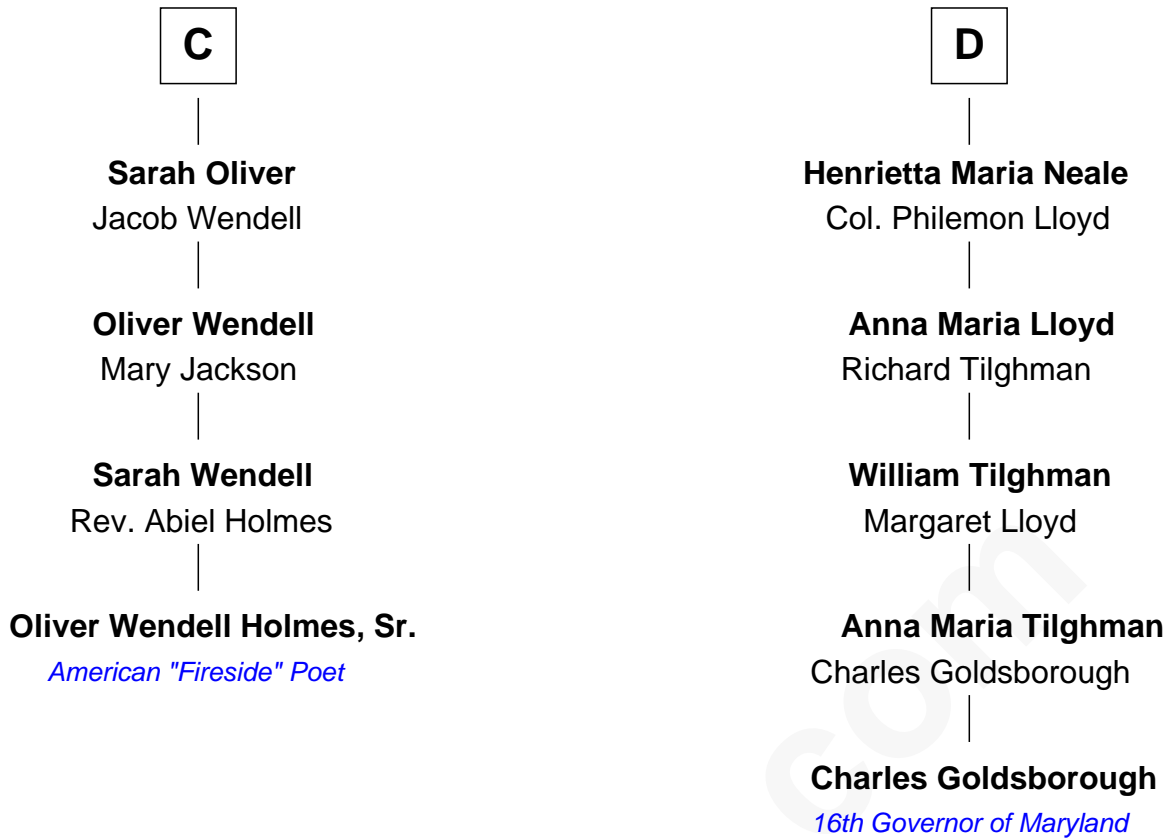 C
Sarah Oliver
Jacob Wendell
Oliver Wendell
Mary Jackson
Sarah Wendell
Rev. Abiel Holmes
Oliver Wendell Holmes, Sr.
American "Fireside" Poet
D
Henrietta Maria Neale
Col. Philemon Lloyd
Anna Maria Lloyd
Richard Tilghman
William Tilghman
Margaret Lloyd
Anna Maria Tilghman
Charles Goldsborough
Charles Goldsborough
16th Governor of Maryland
com